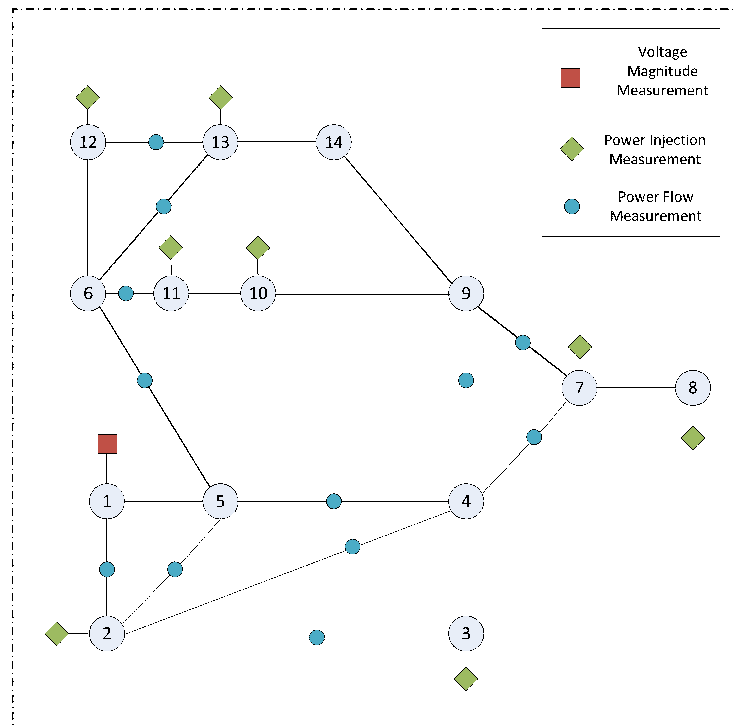 Voltage
Magnitude
Measurement
12
13
14
Power Injection
Measurement
Power Flow
Measurement
6
11
10
9
7
8
1
5
4
2
3